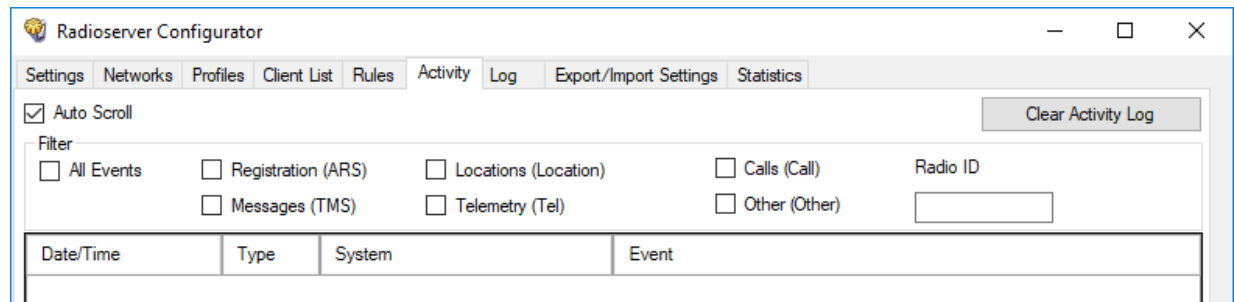 Radioserver Configurator
Settings Networks Profiles Client List Rules Activity Log Export/Import Settings Statistics
Auto Scroll Clear Activity Log
Filter
All Events Registration (ARS) Locations (Location) Calls (Call) Radio ID
Messages (TMS) Telemetry (Tel) Other (Other)
Date/Time Type System Event